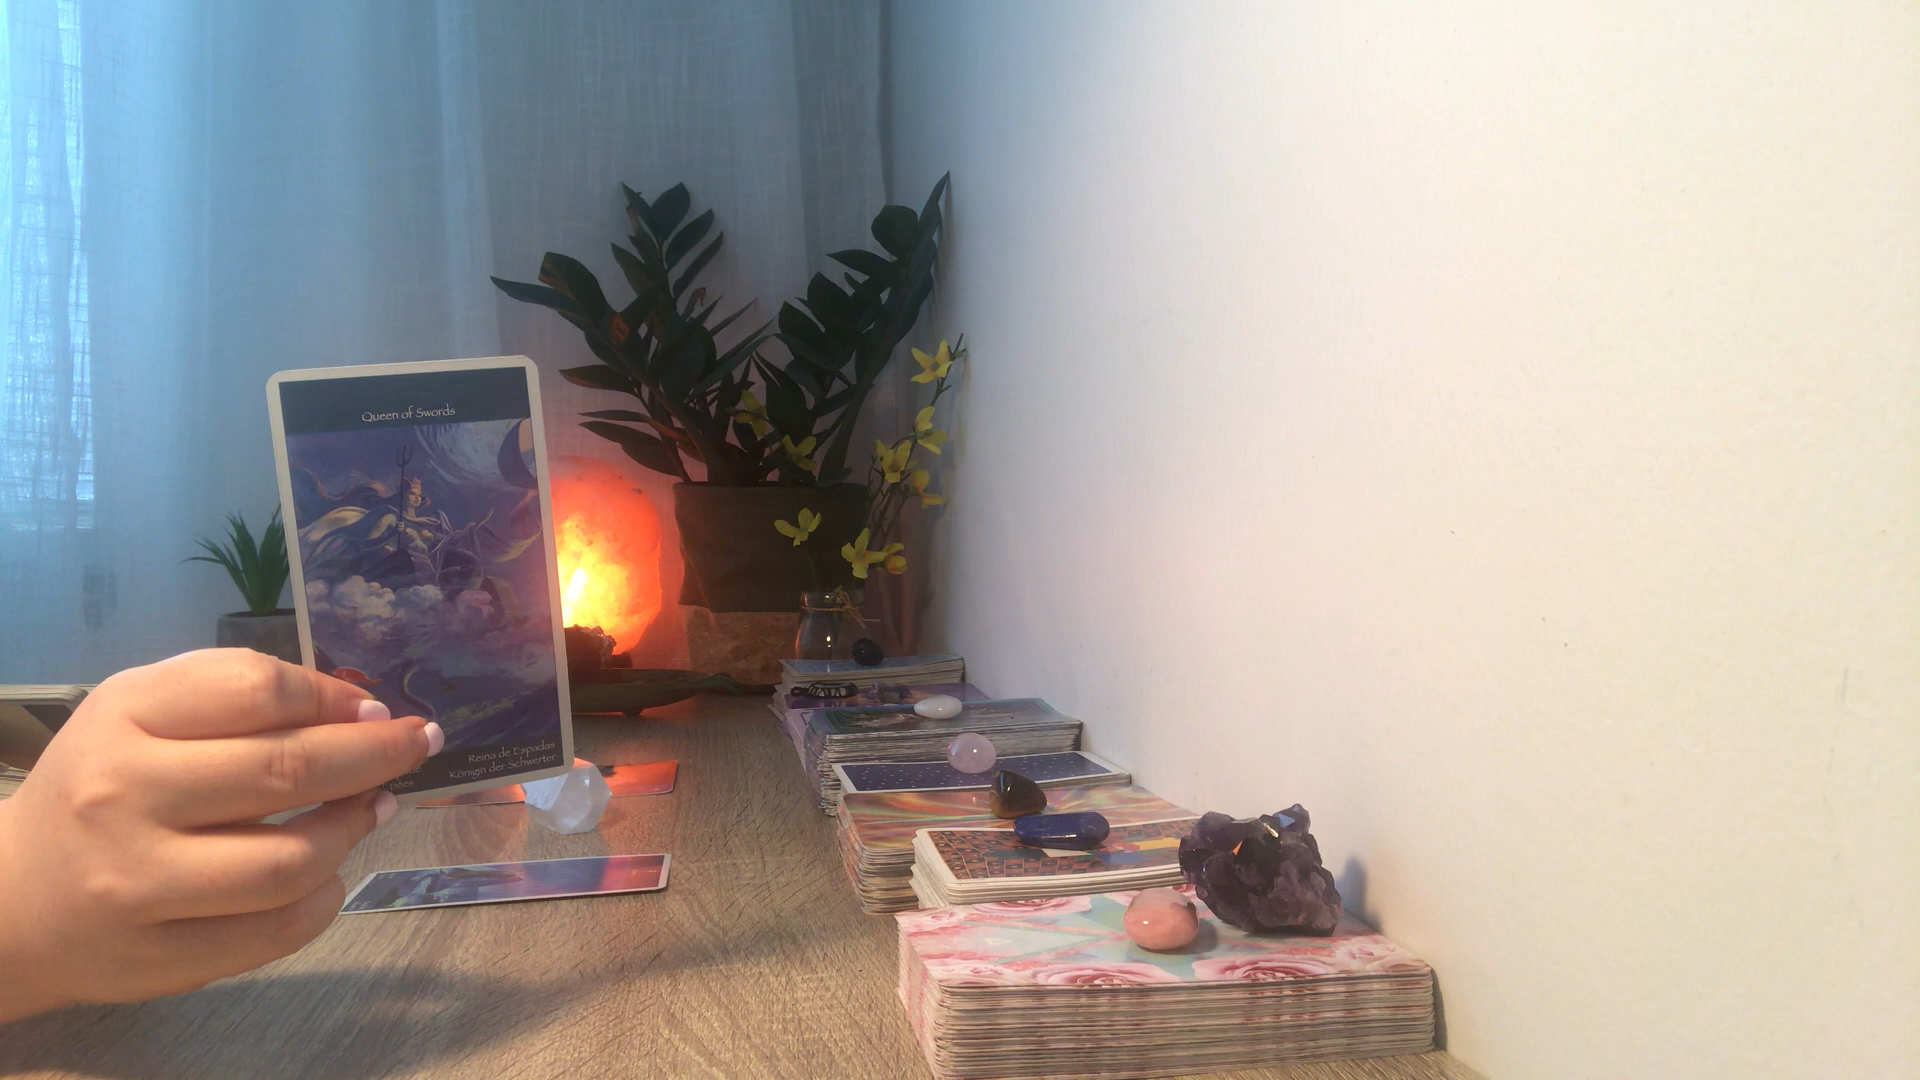 Queen of Swords
Reina de Espadas
Königin der Schwerter